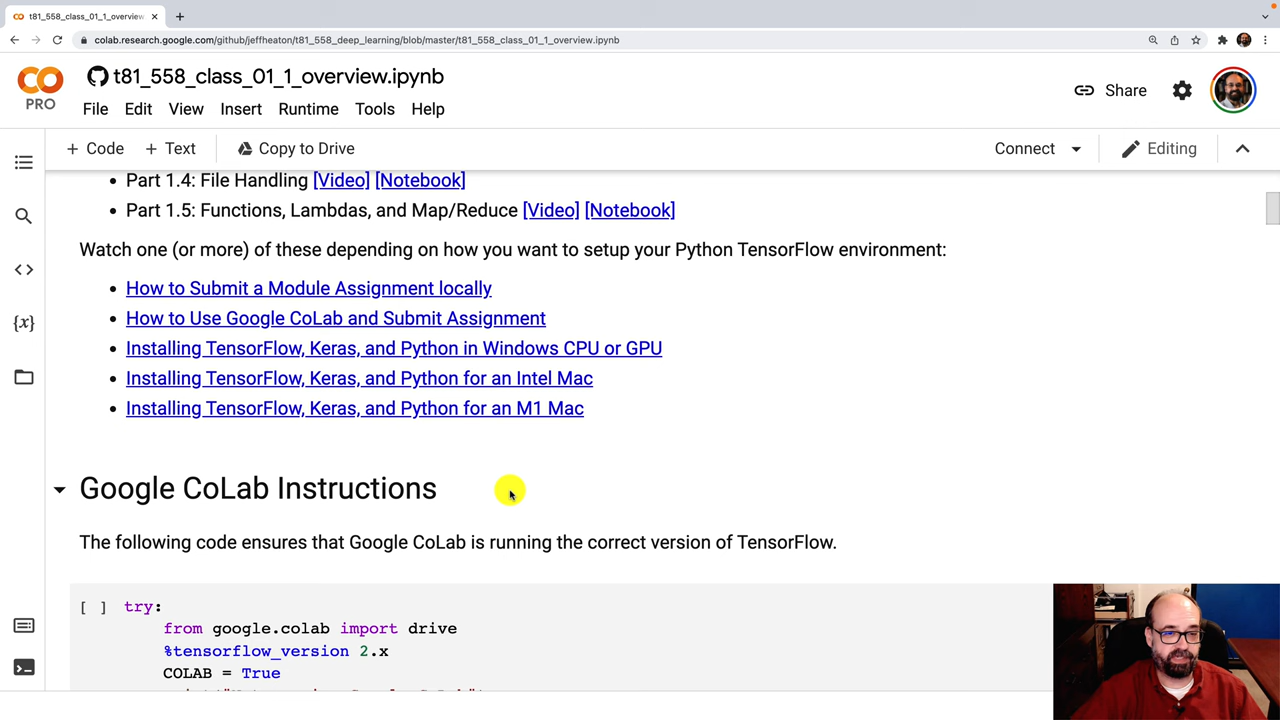 t81_558_class_01_1_overview
colab.research.google.com/github/jeffheaton/t81_558_deep_learning/blob/master/t81_558_class_01_1_overview.ipynb
t81_558_class_01_1_overview.ipynb
PRO
File Edit View Insert Runtime Tools Help
Share
+ Code + Text Copy to Drive
Connect
Editing
• Part 1.4: File Handling [Video] [Notebook]
• Part 1.5: Functions, Lambdas, and Map/Reduce [Video] [Notebook]
Watch one (or more) of these depending on how you want to setup your Python TensorFlow environment:
• How to Submit a Module Assignment locally
• How to Use Google CoLab and Submit Assignment
• Installing TensorFlow, Keras, and Python in Windows CPU or GPU
• Installing TensorFlow, Keras, and Python for an Intel Mac
• Installing TensorFlow, Keras, and Python for an M1 Mac
Google CoLab Instructions
The following code ensures that Google CoLab is running the correct version of TensorFlow.
[ ] try:
from google.colab import drive
%tensorflow_version 2.x
COLAB = True